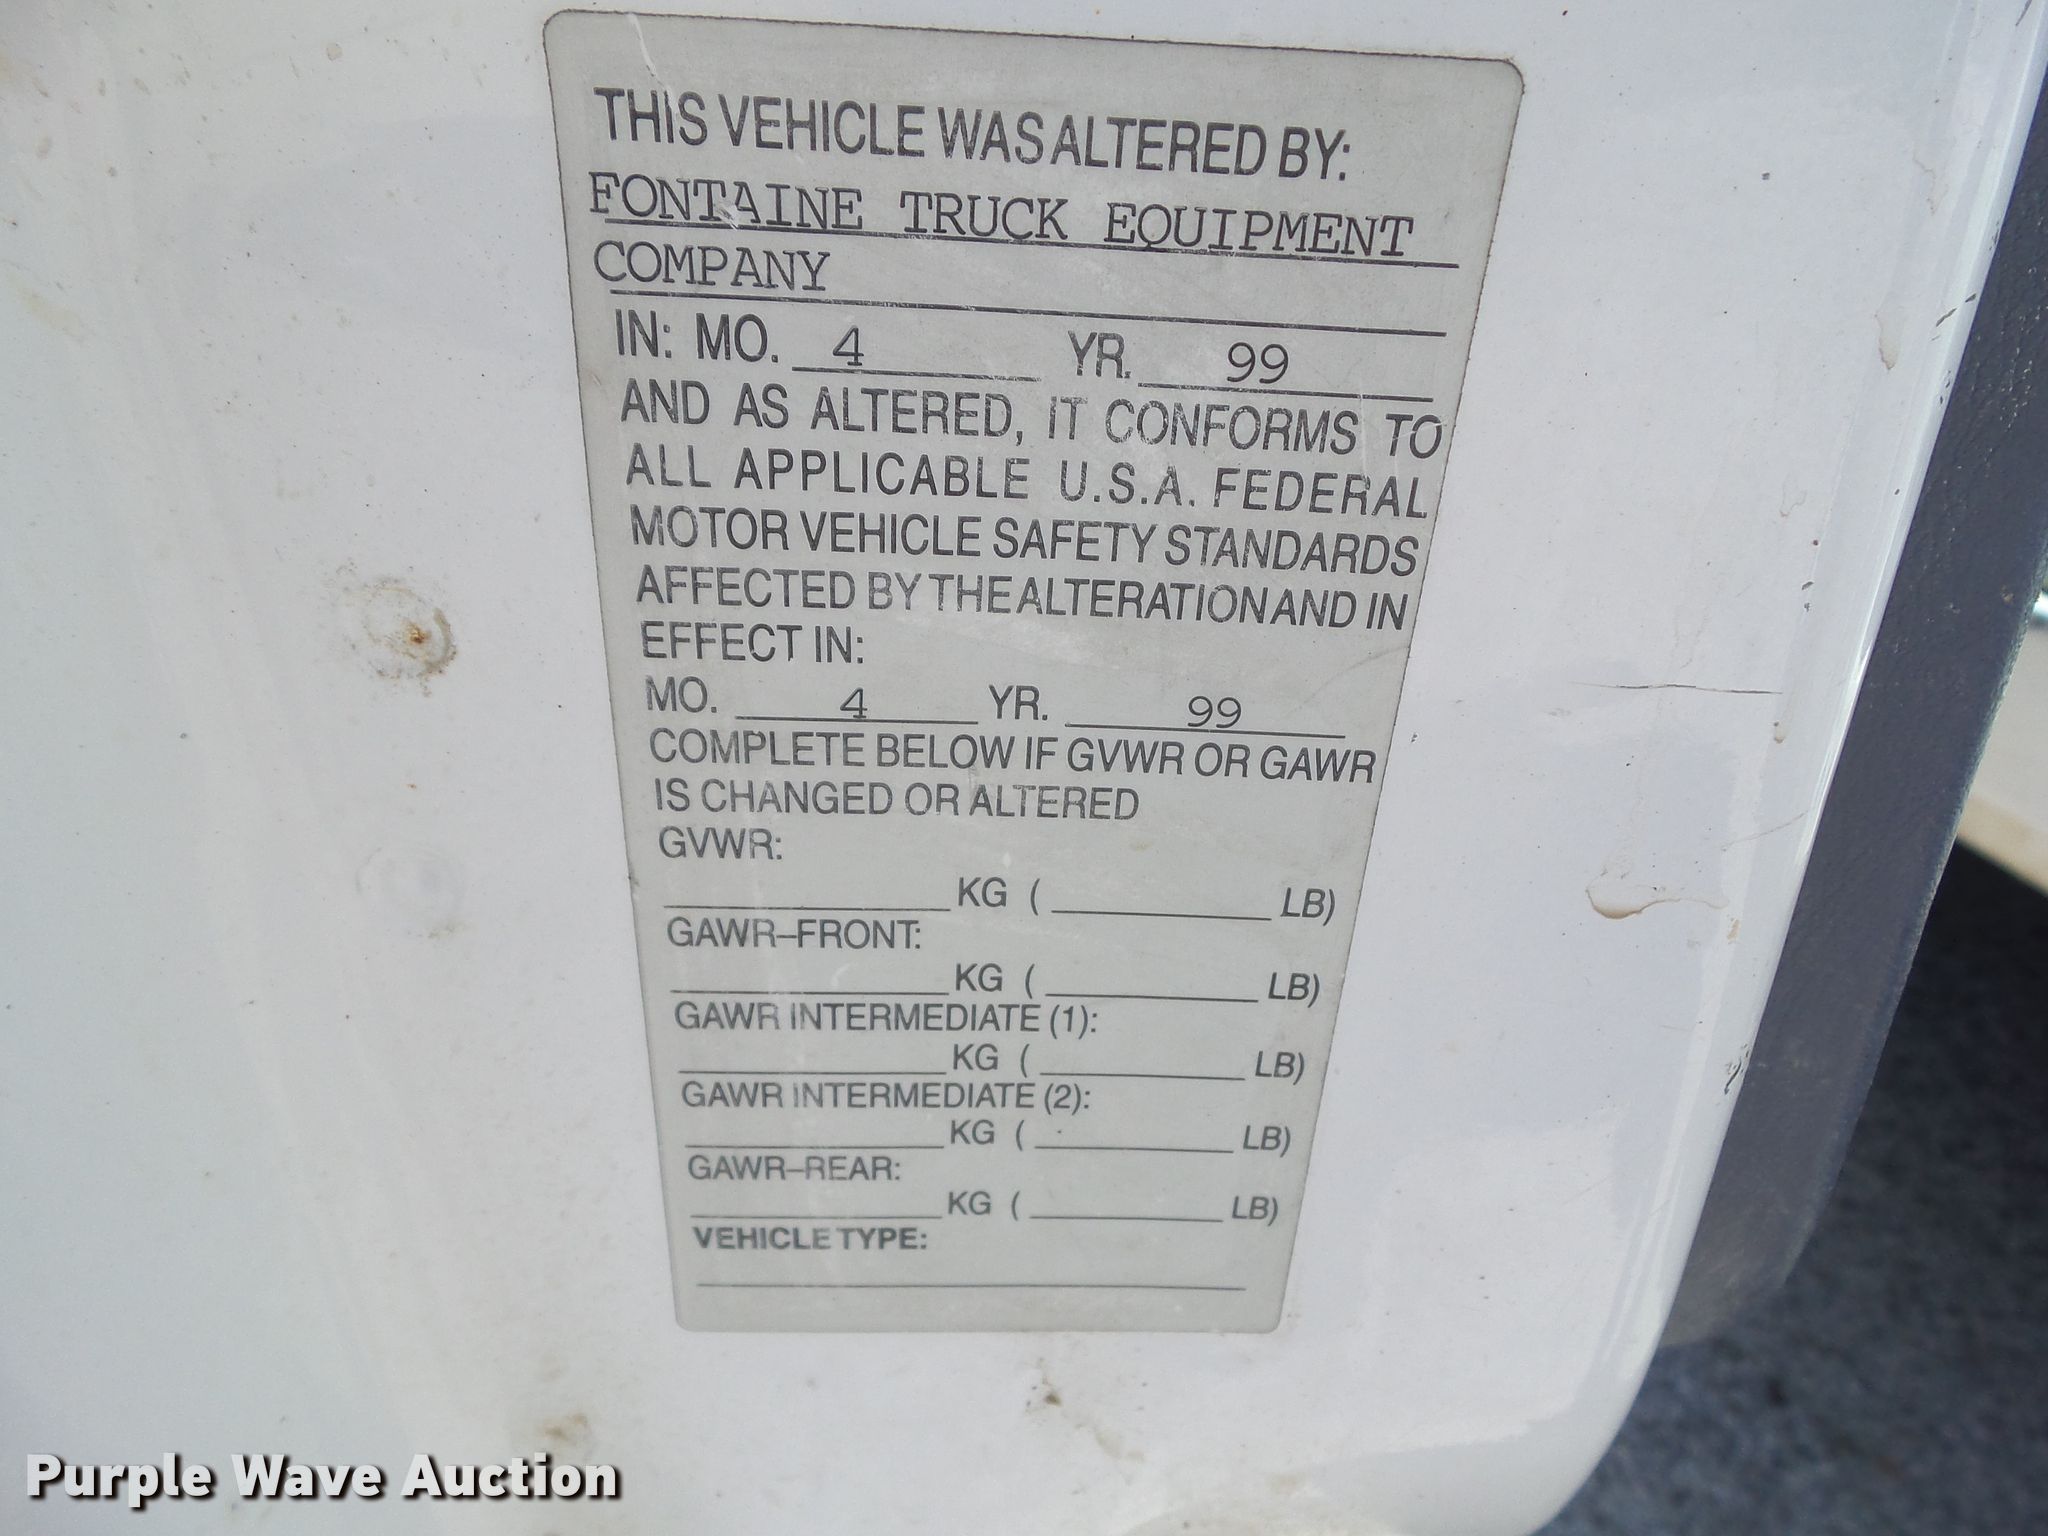 THIS VEHICLE WAS ALTERED BY:
FONTAINE TRUCK EQUIPMENT
COMPANY
IN: MO. 4 YR. 99
AND AS ALTERED, IT CONFORMS TO
ALL APPLICABLE U.S.A. FEDERAL
MOTOR VEHICLE SAFETY STANDARDS
AFFECTED BY THE ALTERATION AND IN
EFFECT IN:
MO. 4 YR. 99
COMPLETE BELOW IF GVWR OR GAWR
IS CHANGED OR ALTERED
GVWR:
KG ( LB)
GAWR-FRONT:
KG ( LB)
GAWR INTERMEDIATE (1):
KG ( LB)
GAWR INTERMEDIATE (2):
KG ( LB)
GAWR-REAR:
KG ( LB)
VEHICLE TYPE:
Purple Wave Auction